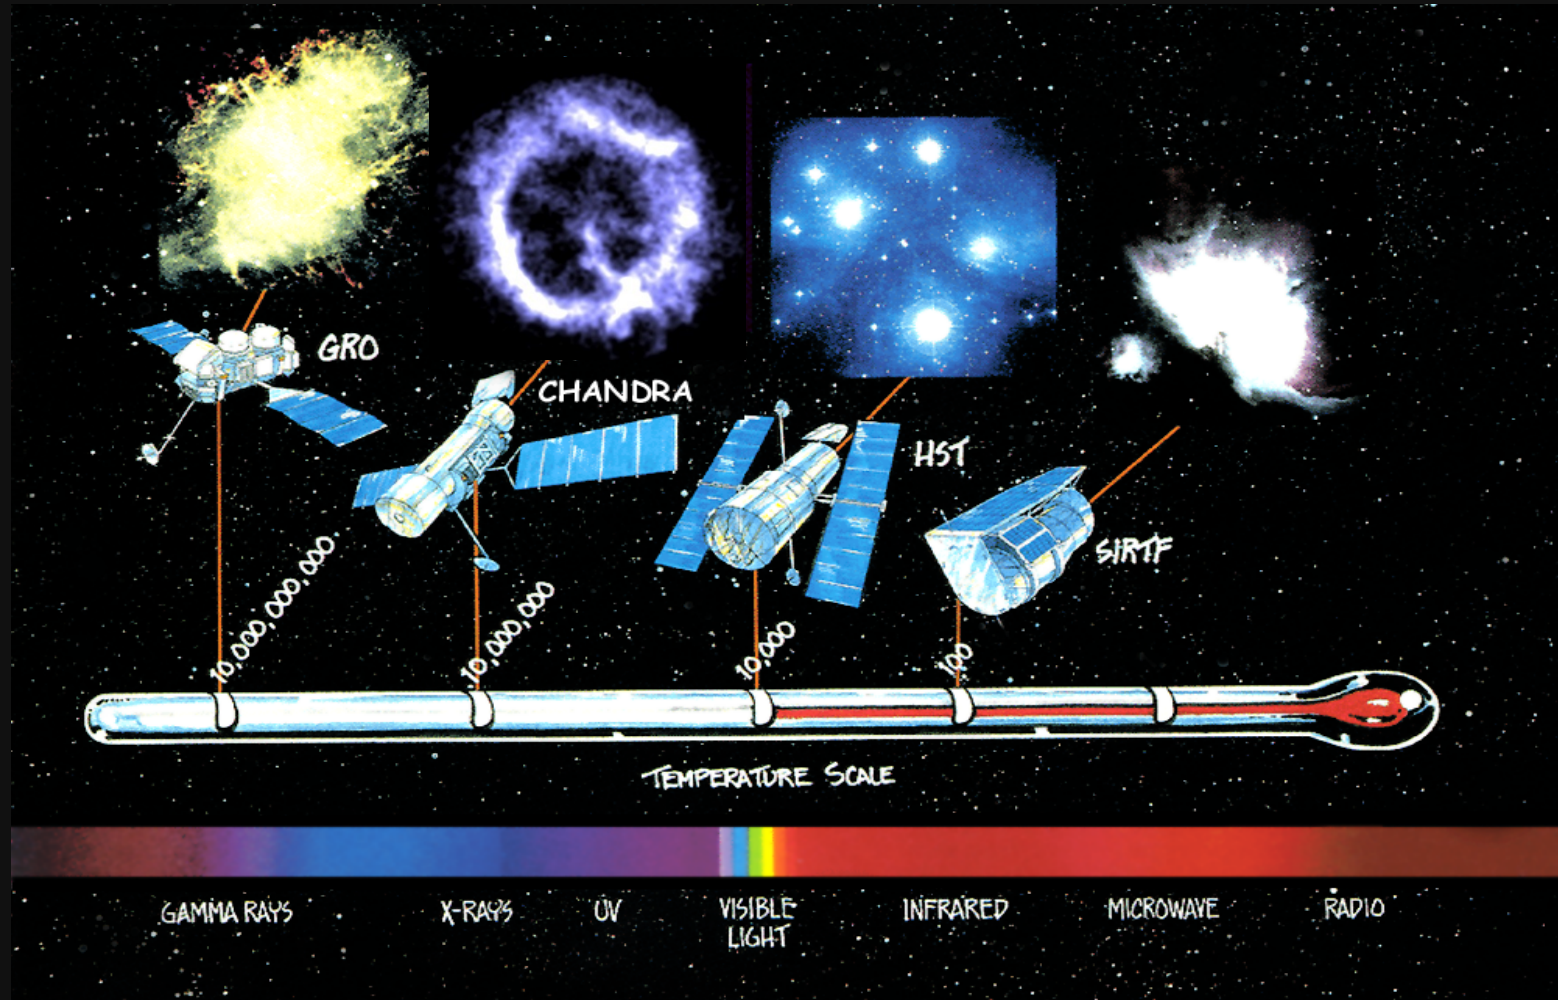 GRO
CHANDRA
HST
SIRTF
10,000,000,000
10,000,000
10,000
100
TEMPERATURE SCALE
GAMMA RAYS
X-RAYS
UV
VISIBLE
LIGHT
INFRARED
MICROWAVE
RADIO